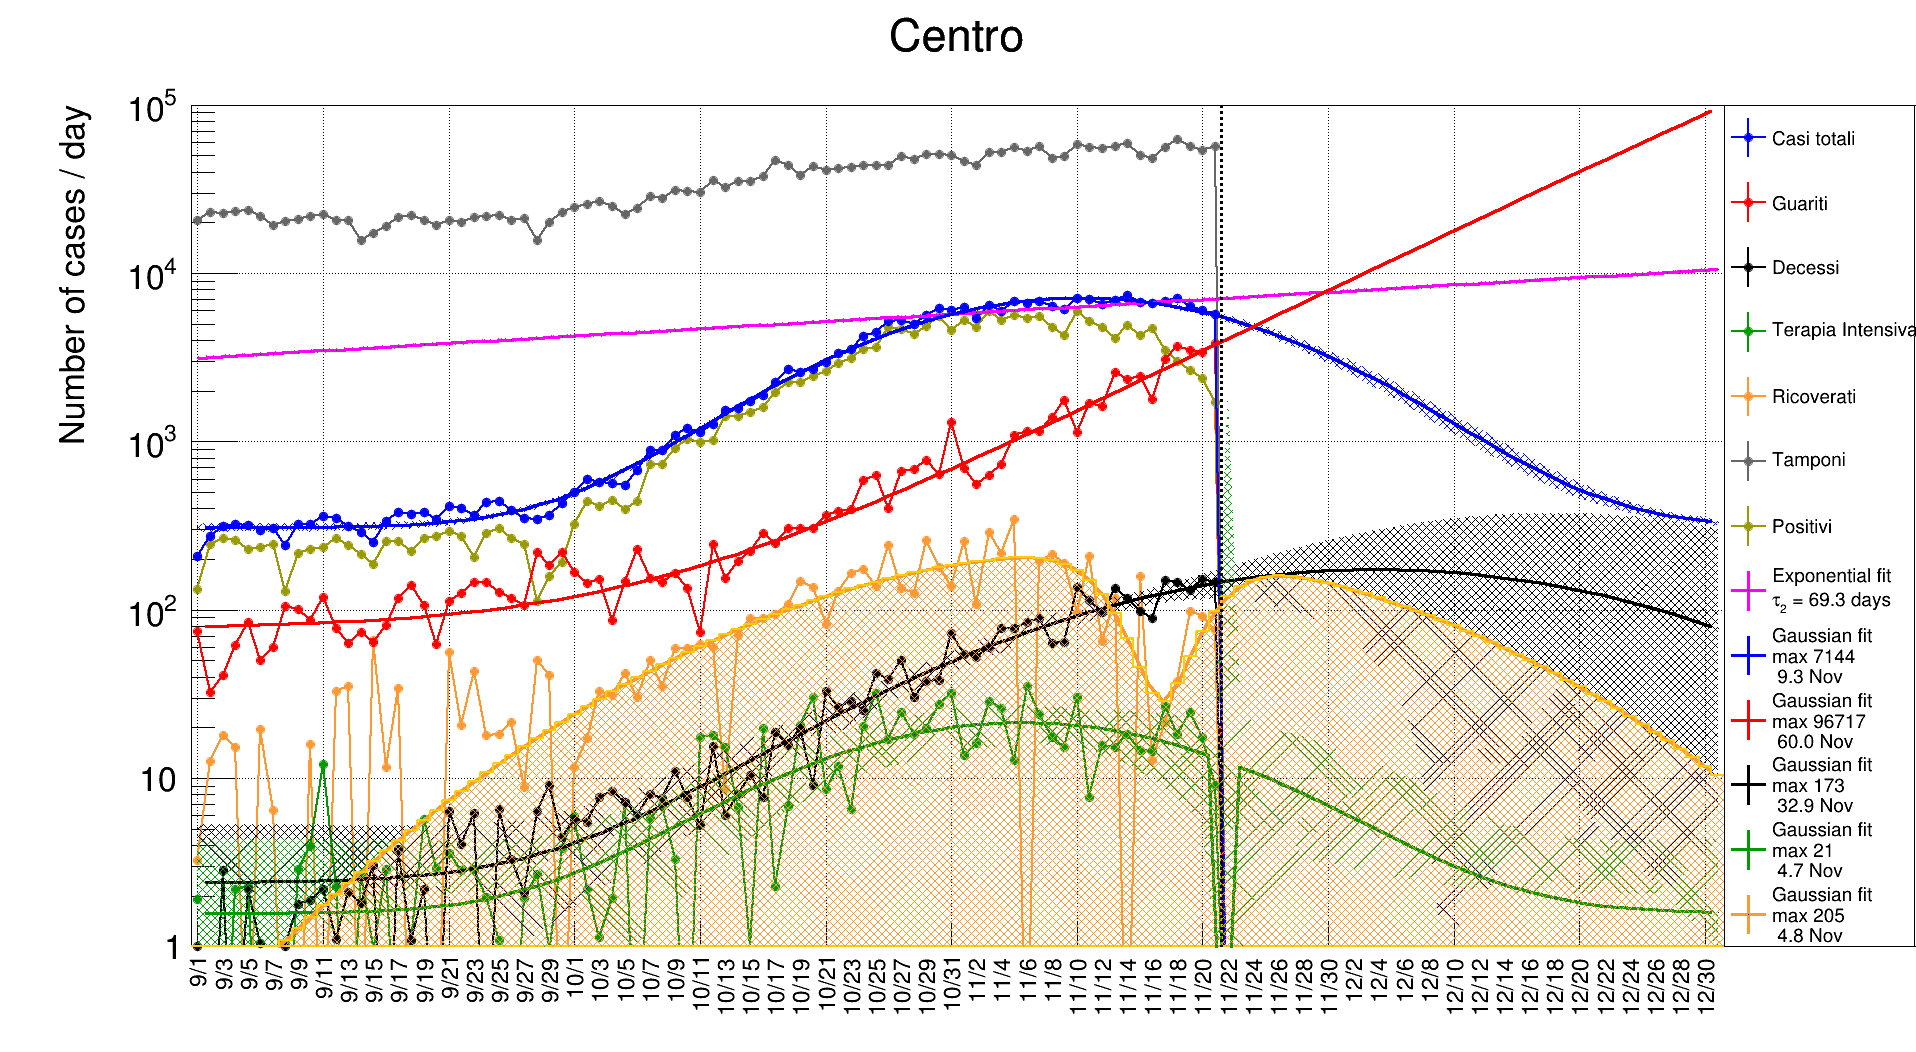 Centro
Number of cases / day
10^5
10^4
10^3
10^2
10
1
9/1 9/3 9/5 9/7 9/9 9/11 9/13 9/15 9/17 9/19 9/21 9/23 9/25 9/27 9/29 10/1 10/3 10/5 10/7 10/9 10/11 10/13 10/15 10/17 10/19 10/21 10/23 10/25 10/27 10/29 10/31 11/2 11/4 11/6 11/8 11/10 11/12 11/14 11/16 11/18 11/20 11/22 11/24 11/26 11/28 11/30 12/2 12/4 12/6 12/8 12/10 12/12 12/14 12/16 12/18 12/20 12/22 12/24 12/26 12/28 12/30
Casi totali
Guariti
Decessi
Terapia Intensiva
Ricoverati
Tamponi
Positivi
Exponential fit
τ_2 = 69.3 days
Gaussian fit
max 7144
9.3 Nov
Gaussian fit
max 96717
60.0 Nov
Gaussian fit
max 173
32.9 Nov
Gaussian fit
max 21
4.7 Nov
Gaussian fit
max 205
4.8 Nov